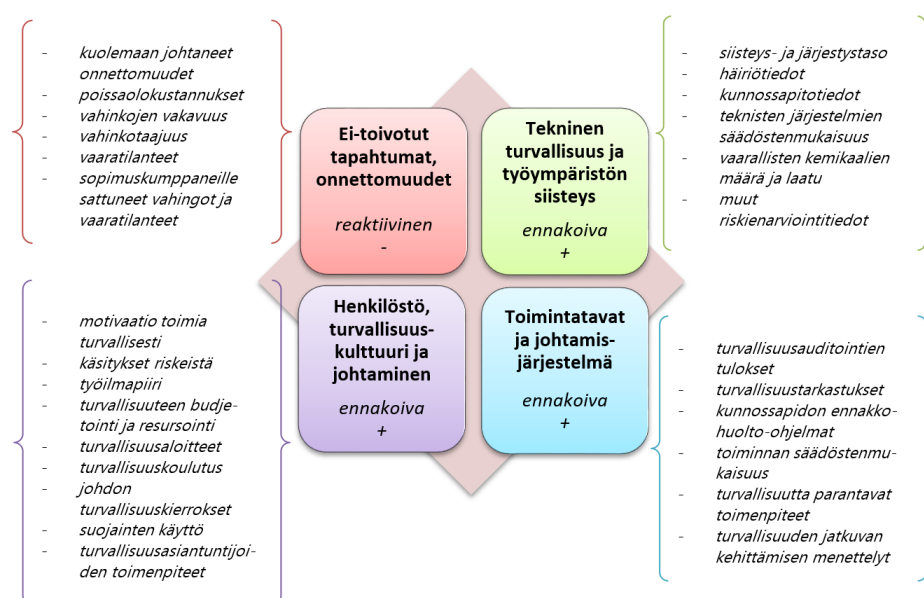 - kuolemaan johtaneet
onnettomuudet
- poissaolokustannukset
- vahinkojen vakavuus
- vahinkotaajuus
- vaaratilanteet
- sopimuskumppaneille
sattuneet vahingot ja
vaaratilanteet
Ei-toivotut
tapahtumat,
onnettomuudet
reaktiivinen
-
Tekninen
turvallisuus ja
työympäristön
siisteys
ennakoiva
+
- siisteys- ja järjestystaso
- häiriötiedot
- kunnossapitotiedot
- teknisten järjestelmien
säädöstenmukaisuus
- vaarallisten kemikaalien
määrä ja laatu
- muut
riskienarviointitiedot
- motivaatio toimia
turvallisesti
- käsitykset riskeistä
- työilmapiiri
- turvallisuuteen budje-
tointi ja resursointi
- turvallisuusaloitteet
- turvallisuuskoulutus
- johdon
turvallisuuskierrokset
- suojainten käyttö
- turvallisuusasiantuntijoi-
den toimenpiteet
Henkilöstö,
turvallisuus-
kulttuuri ja
johtaminen
ennakoiva
+
Toimintatavat
ja johtamis-
järjestelmä
ennakoiva
+
- turvallisuusauditointien
tulokset
- turvallisuustarkastukset
- kunnossapidon ennakko-
huolto-ohjelmat
- toiminnan säädöstenmu-
kaisuus
- turvallisuutta parantavat
toimenpiteet
- turvallisuuden jatkuvan
kehittämisen menettelyt